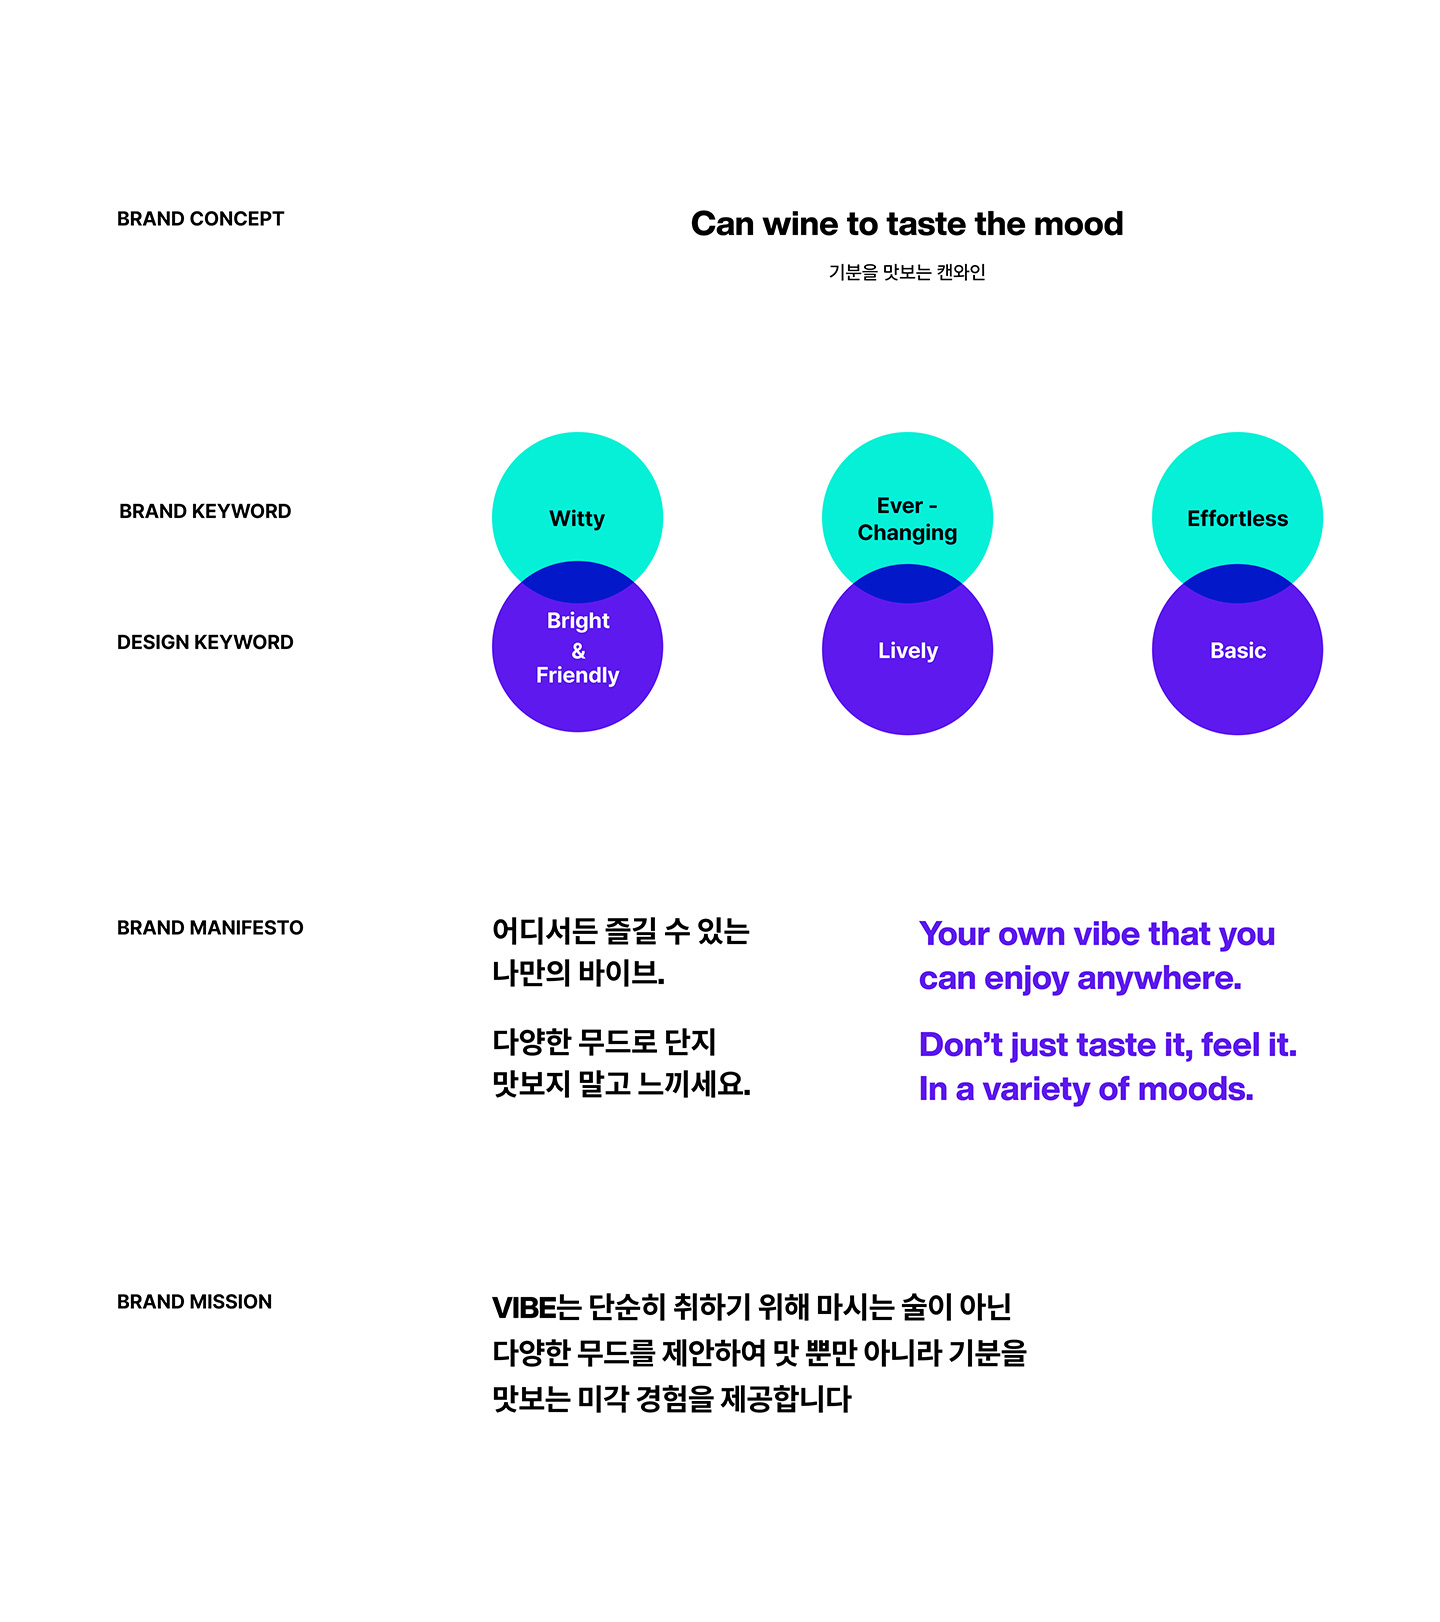 BRAND CONCEPT
Can wine to taste the mood
기분을 맛보는 캔와인
BRAND KEYWORD
Witty
Ever -
Changing
Effortless
DESIGN KEYWORD
Bright
&
Friendly
Lively
Basic
BRAND MANIFESTO
어디서든 즐길 수 있는
나만의 바이브.
다양한 무드로 단지
맛보지 말고 느끼세요.
Your own vibe that you
can enjoy anywhere.
Don’t just taste it, feel it.
In a variety of moods.
BRAND MISSION
VIBE는 단순히 취하기 위해 마시는 술이 아닌
다양한 무드를 제안하여 맛 뿐만 아니라 기분을
맛보는 미각 경험을 제공합니다